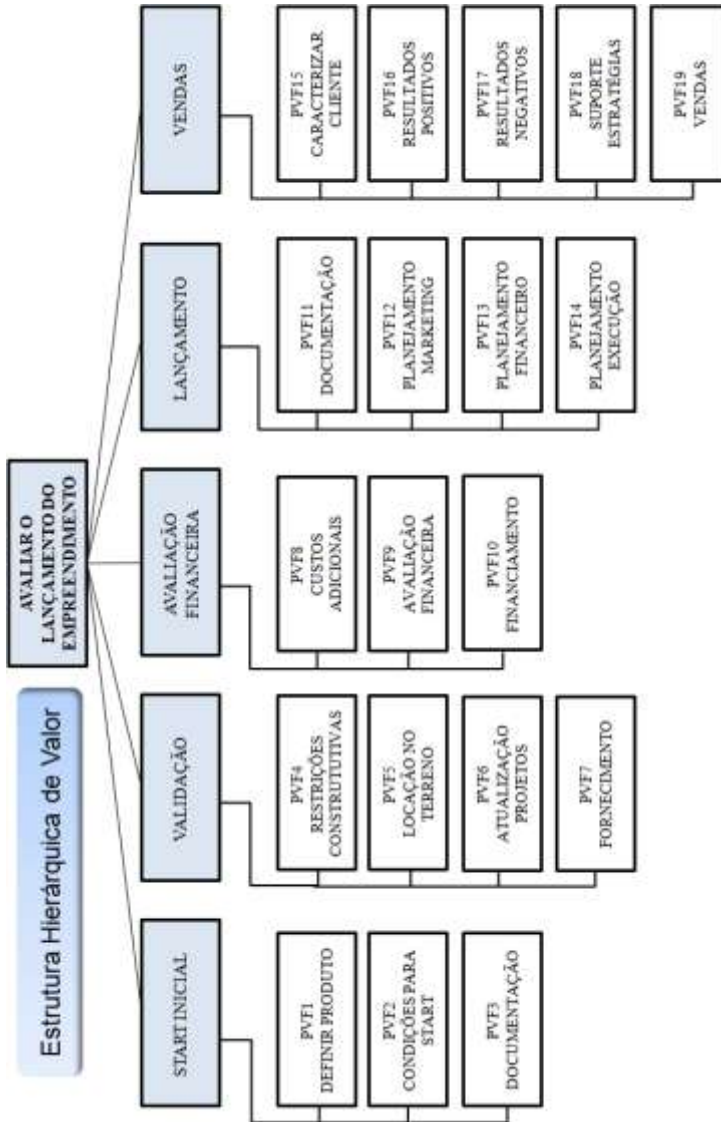 Estrutura Hierárquica de Valor
AVALIAR O
LANÇAMENTO DO
EMPREENDIMENTO
START INICIAL
PVF1
DEFINIR PRODUTO
PVF2
CONDIÇÕES PARA
START
PVF3
DOCUMENTAÇÃO
VALIDAÇÃO
PVF4
RESTRIÇÕES
CONSTRUTUTIVAS
PVF5
LOCAÇÃO NO
TERRENO
PVF6
ATUALIZAÇÃO
PROJETOS
PVF7
FORNECIMENTO
AVALIAÇÃO
FINANCEIRA
PVF8
CUSTOS
ADICIONAIS
PVF9
AVALIAÇÃO
FINANCEIRA
PVF10
FINANCIAMENTO
LANÇAMENTO
PVF11
DOCUMENTAÇÃO
PVF12
PLANEJAMENTO
MARKETING
PVF13
PLANEJAMENTO
FINANCEIRO
PVF14
PLANEJAMENTO
EXECUÇÃO
VENDAS
PVF15
CARACTERIZAR
CLIENTE
PVF16
RESULTADOS
POSITIVOS
PVF17
RESULTADOS
NEGATIVOS
PVF18
SUPORTE
ESTRATÉGIAS
PVF19
VENDAS